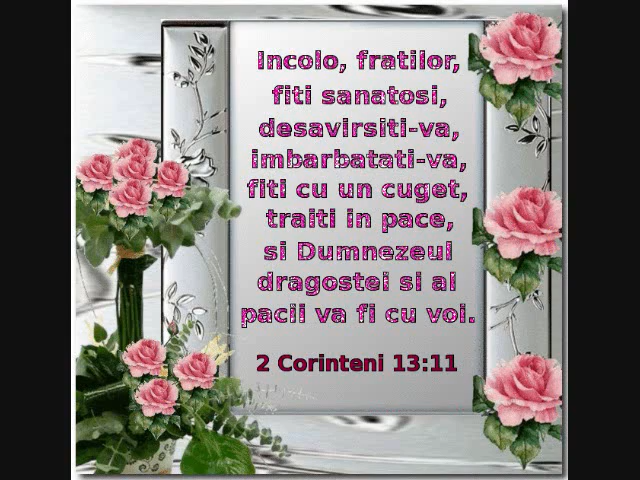 Incolo, fratilor,
fiti sanatosi,
desavirsiti-va,
imbarbatati-va,
fiti cu un cuget,
traiti in pace,
si Dumnezeul
dragostei si al
pacii va fi cu voi.
2 Corinteni 13:11